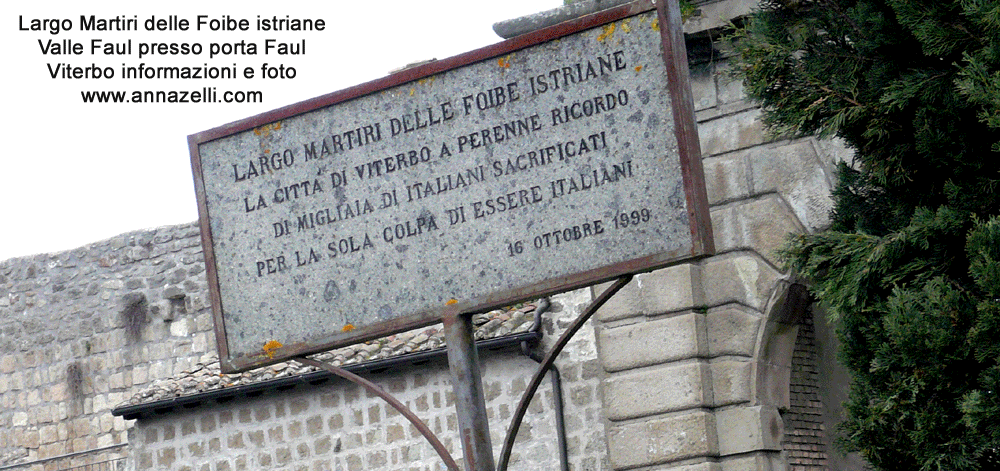 Largo Martiri delle Foibe istriane
Valle Faul presso porta Faul
Viterbo informazioni e foto
www.annazelli.com
LARGO MARTIRI DELLE FOIBE ISTRIANE
LA CITTÀ DI VITERBO A PERENNE RICORDO
DI MIGLIAIA DI ITALIANI SACRIFICATI
PER LA SOLA COLPA DI ESSERE ITALIANI
16 OTTOBRE 1999